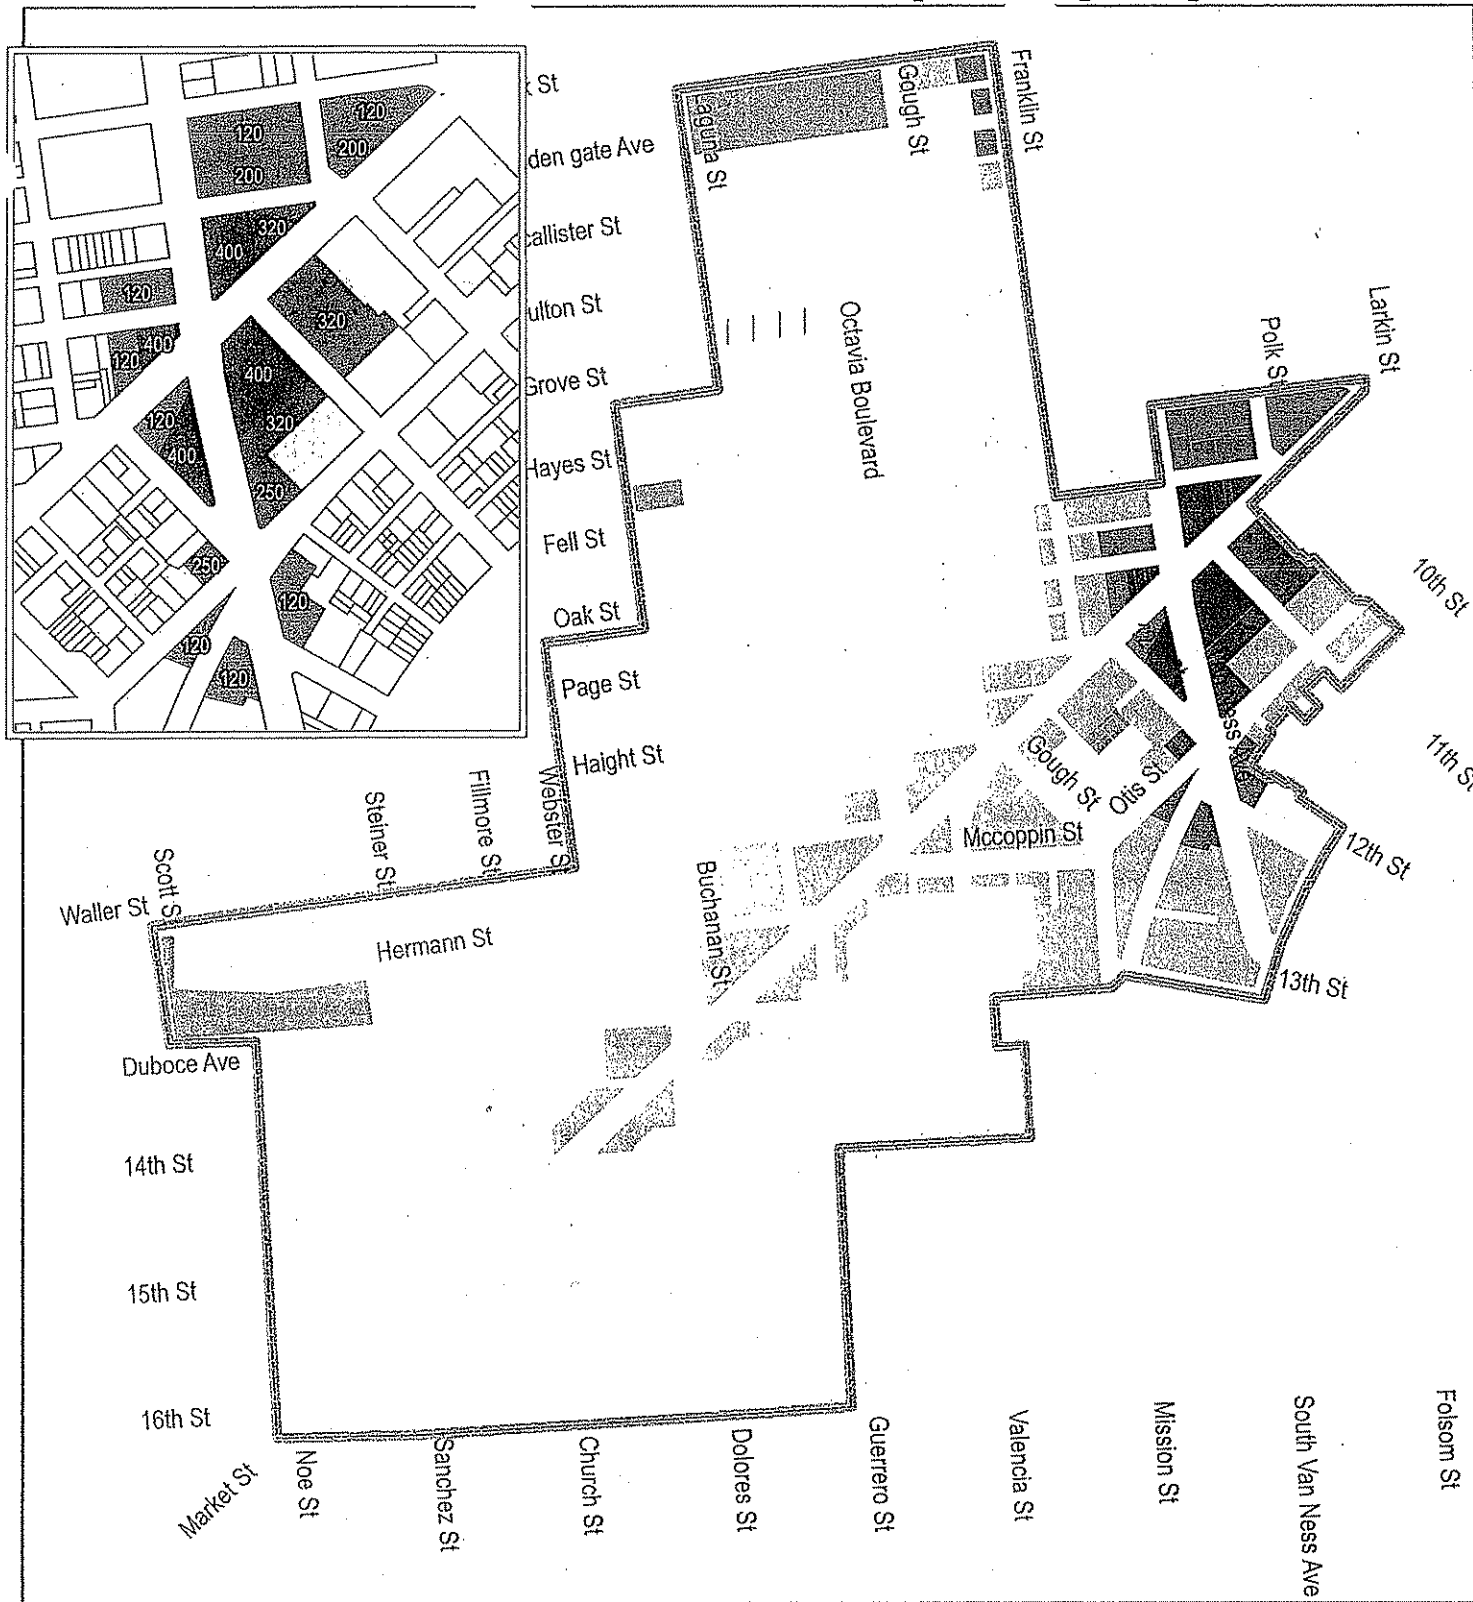 120
200
120
200
320
400
120
320
400
120
400
320
120
400
250
250
120
120
120
k St
den gate Ave
callister St
ulton St
Grove St
Hayes St
Fell St
Oak St
Page St
Haight St
Laguna St
Gough St
Franklin St
Octavia Boulevard
Polk St
Larkin St
10th St
11th St
12th St
13th St
Gough St
Otis St
ess Ave
Mccoppin St
Buchanan St
Webster S
Fillmore St
Steiner St
Scott S
Waller St
Hermann St
Duboce Ave
14th St
15th St
16th St
Market St
Noe St
Sanchez St
Church St
Dolores St
Guerrero St
Valencia St
Mission St
South Van Ness Ave
Folsom St